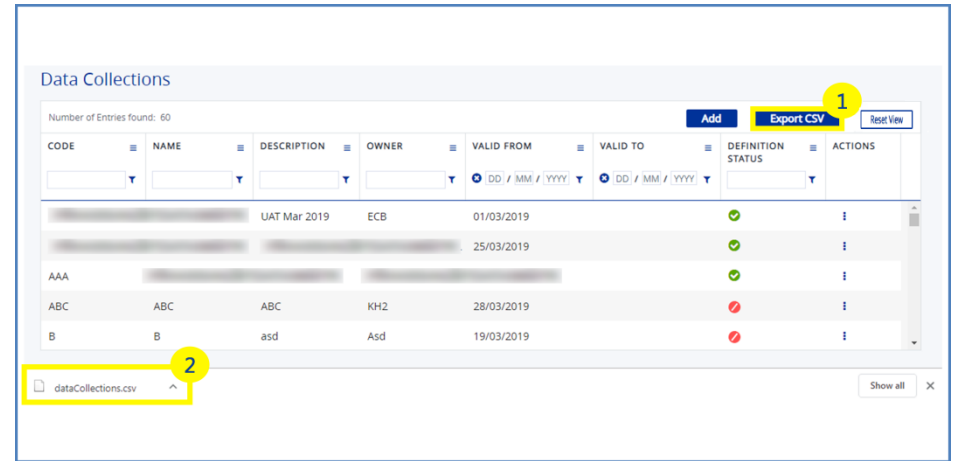 Data Collections
1
Number of Entries found: 60 Add Export CSV Reset View
CODE NAME DESCRIPTION OWNER VALID FROM VALID TO DEFINITION STATUS ACTIONS
DD / MM / YYYY DD / MM / YYYY
UAT Mar 2019 ECB 01/03/2019
25/03/2019
AAA
ABC ABC ABC KH2 28/03/2019
B B asd Asd 19/03/2019
2
dataCollections.csv Show all